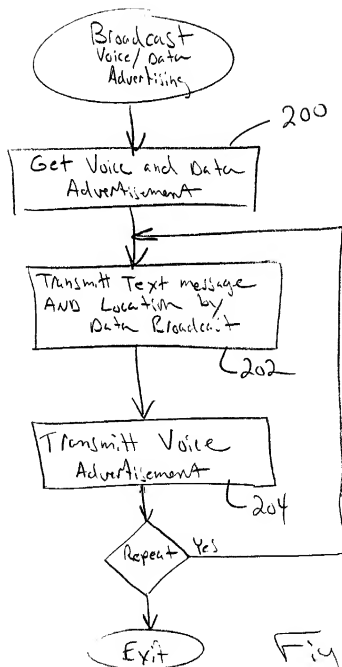 Broadcast
Voice/Data
Advertising
200
Get Voice and Data
Advertisement
Transmitt Text message
AND Location by
Data Broadcast
202
Transmitt Voice
Advertisement
204
Repeat
Yes
Exit
Fig